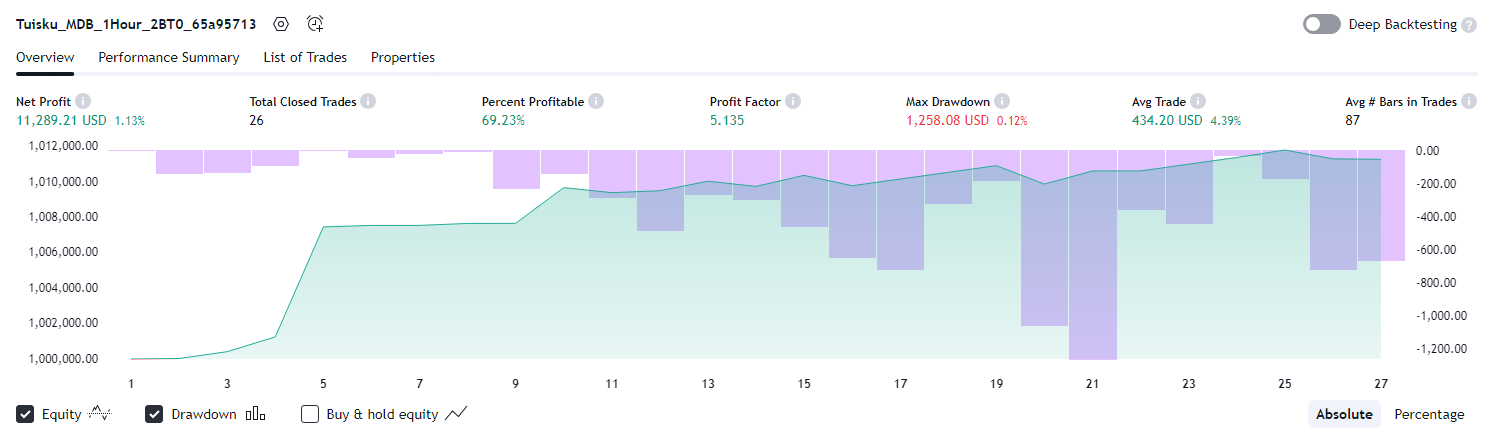 Tuisku_MDB_1Hour_2BT0_65a95713 Deep Backtesting ?
Overview Performance Summary List of Trades Properties
Net Profit Total Closed Trades Percent Profitable Profit Factor Max Drawdown Avg Trade Avg # Bars in Trades
11,289.21 USD 1.13% 26 69.23% 5.135 1,258.08 USD 0.12% 434.20 USD 4.39% 87
1,012,000.00 0.00
1,010,000.00 -200.00
1,008,000.00 -400.00
1,006,000.00 -600.00
1,004,000.00 -800.00
1,002,000.00 -1,000.00
1,000,000.00 -1,200.00
1 3 5 7 9 11 13 15 17 19 21 23 25 27
Equity Drawdown Buy & hold equity Absolute Percentage